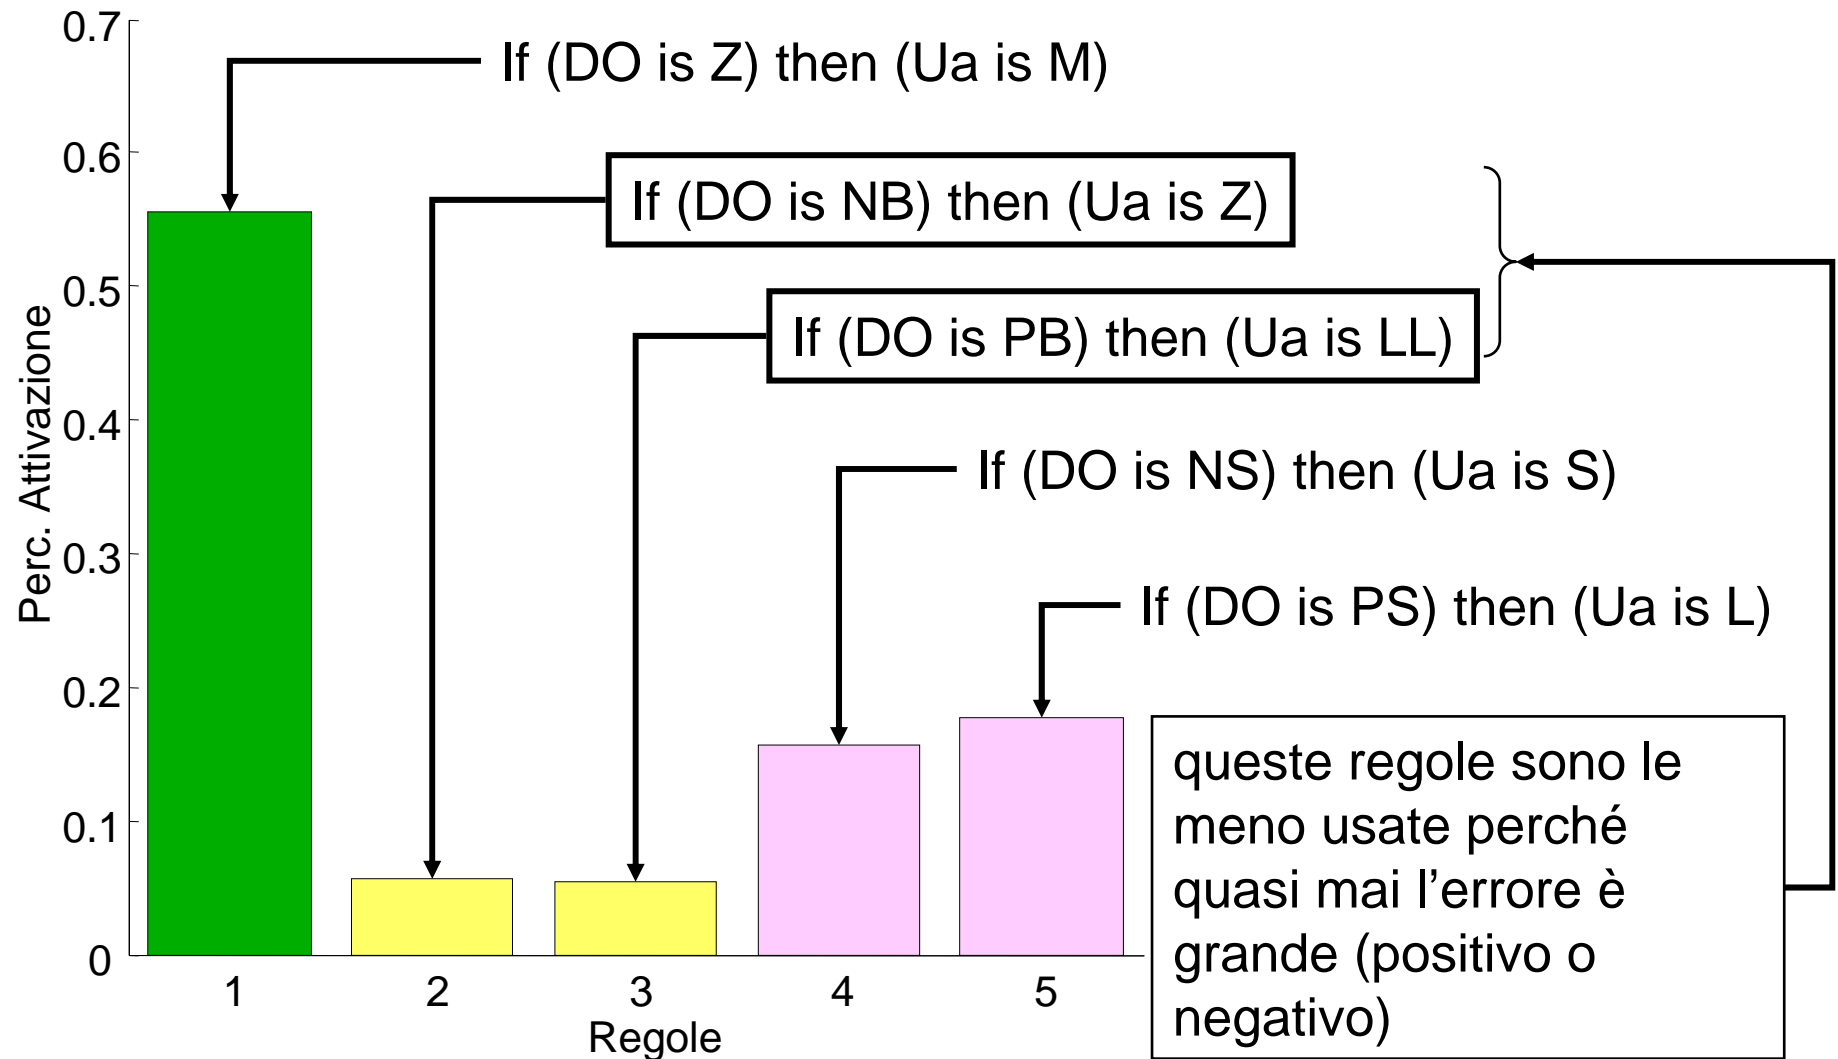 0.7
If (DO is Z) then (Ua is M)
0.6
If (DO is NB) then (Ua is Z)
0.5
If (DO is PB) then (Ua is LL)
0.4
If (DO is NS) then (Ua is S)
0.3
If (DO is PS) then (Ua is L)
0.2
0.1
0
Perc. Attivazione
queste regole sono le
meno usate perché
quasi mai l’errore è
grande (positivo o
negativo)
1 2 3 4 5
Regole